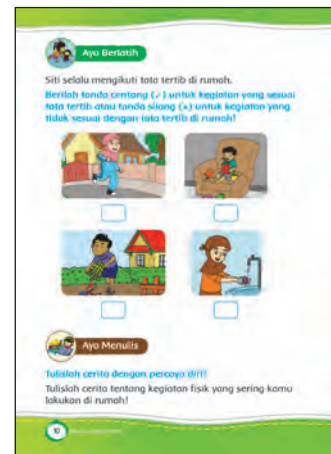 Ayo Berlatih
Siti selalu mengikuti tata tertib di rumah.
Berilah tanda centang (✓) untuk kegiatan yang sesuai
tata tertib atau tanda silang (×) untuk kegiatan yang
tidak sesuai dengan tata tertib di rumah!
Ayo Menulis
Tulislah cerita dengan percaya diri!
Tulislah cerita tentang kegiatan fisik yang sering kamu
lakukan di rumah!
10